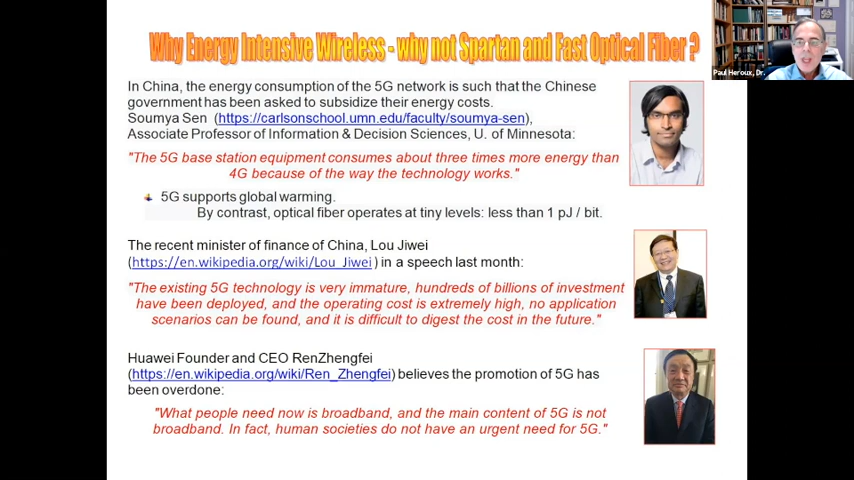 Why Energy Intensive Wireless - why not Spartan and Fast Optical Fiber ?
Paul Heroux, Dr.
In China, the energy consumption of the 5G network is such that the Chinese
government has been asked to subsidize their energy costs.
Soumya Sen (https://carlsonschool.umn.edu/faculty/soumya-sen),
Associate Professor of Information & Decision Sciences, U. of Minnesota:
"The 5G base station equipment consumes about three times more energy than
4G because of the way the technology works."
5G supports global warming.
By contrast, optical fiber operates at tiny levels: less than 1 pJ / bit.
The recent minister of finance of China, Lou Jiwei
(https://en.wikipedia.org/wiki/Lou_Jiwei) in a speech last month:
"The existing 5G technology is very immature, hundreds of billions of investment
have been deployed, and the operating cost is extremely high, no application
scenarios can be found, and it is difficult to digest the cost in the future."
Huawei Founder and CEO RenZhengfei
(https://en.wikipedia.org/wiki/Ren_Zhengfei) believes the promotion of 5G has
been overdone:
"What people need now is broadband, and the main content of 5G is not
broadband. In fact, human societies do not have an urgent need for 5G."